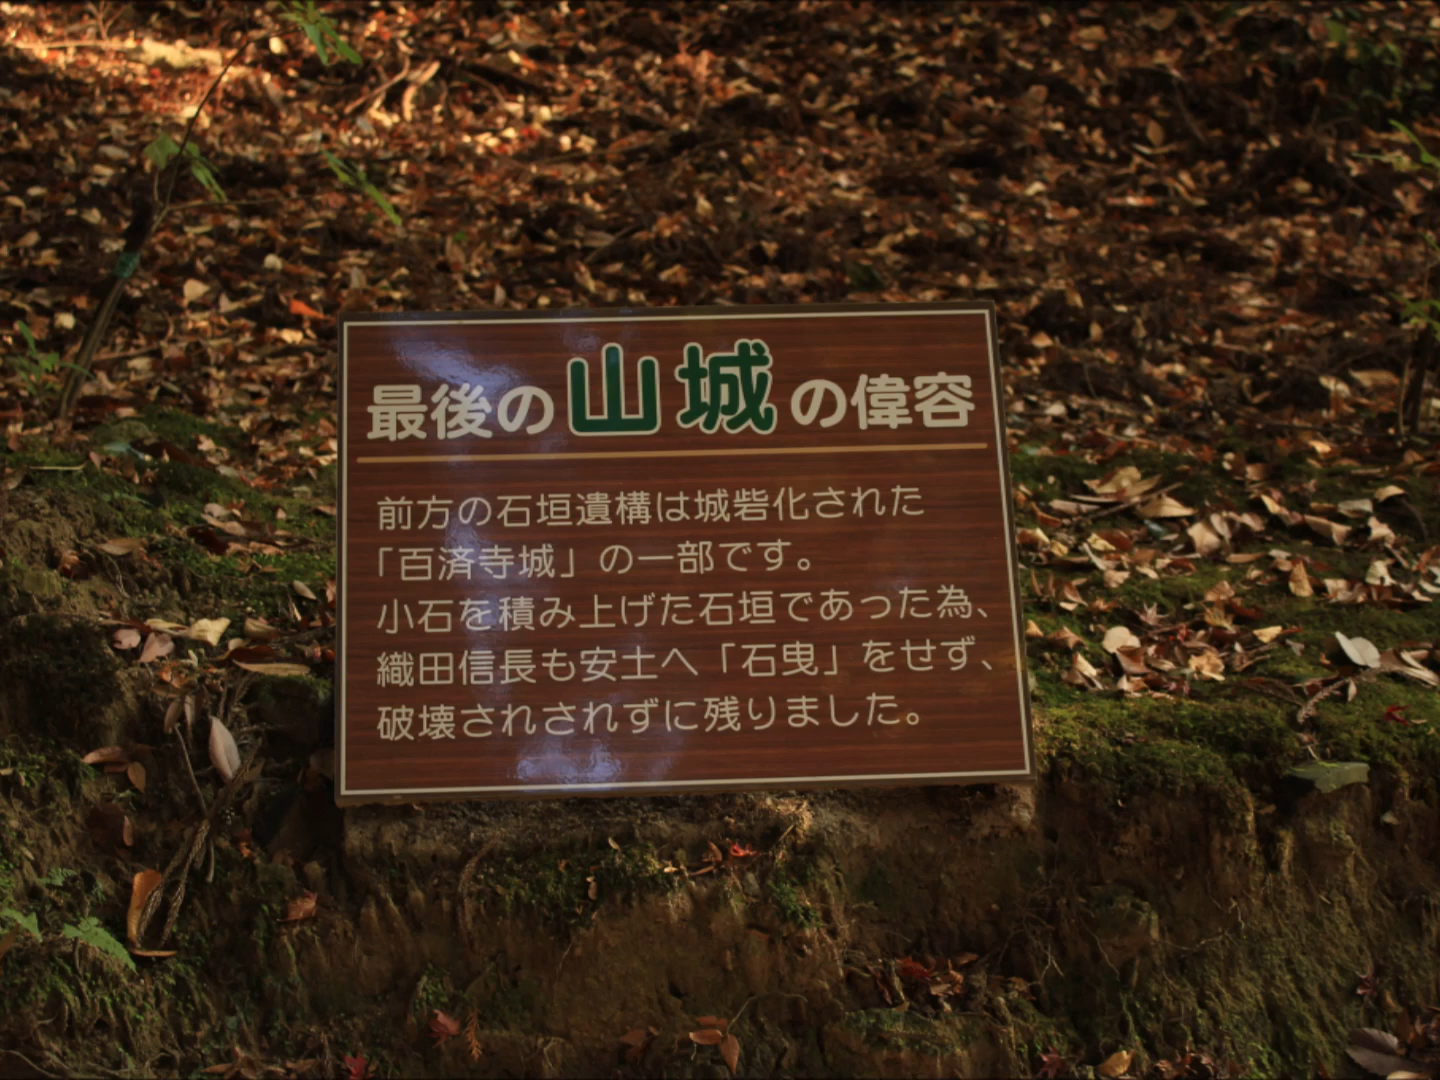 最後の山城の偉容
前方の石垣遺構は城砦化された
「百済寺城」の一部です。
小石を積み上げた石垣であった為、
織田信長も安土へ「石曳」をせず、
破壊されされずに残りました。